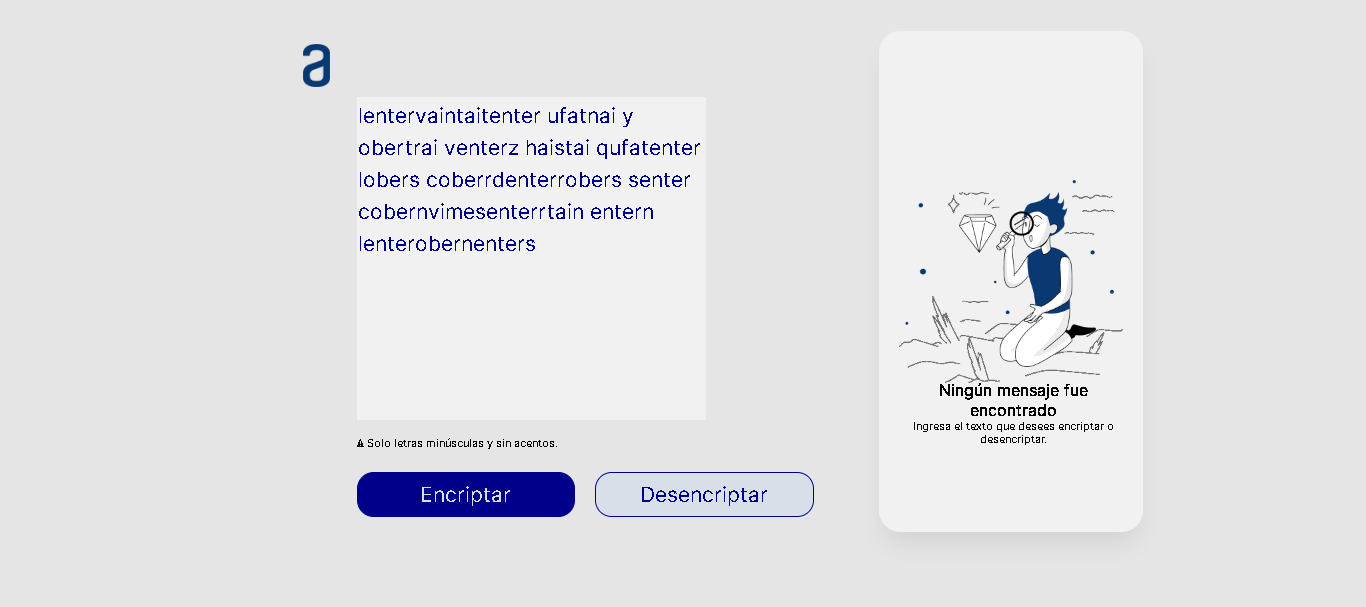 a
lentervaintaitenter ufatnai y
obertrai venterz haistai qufatenter
lobers coberrdenterrobers senter
cobernvimesenterrtain entern
lenterobernenters
⚠ Solo letras minúsculas y sin acentos.
Encriptar
Desencriptar
Ningún mensaje fue
encontrado
Ingresa el texto que desees encriptar o
desencriptar.